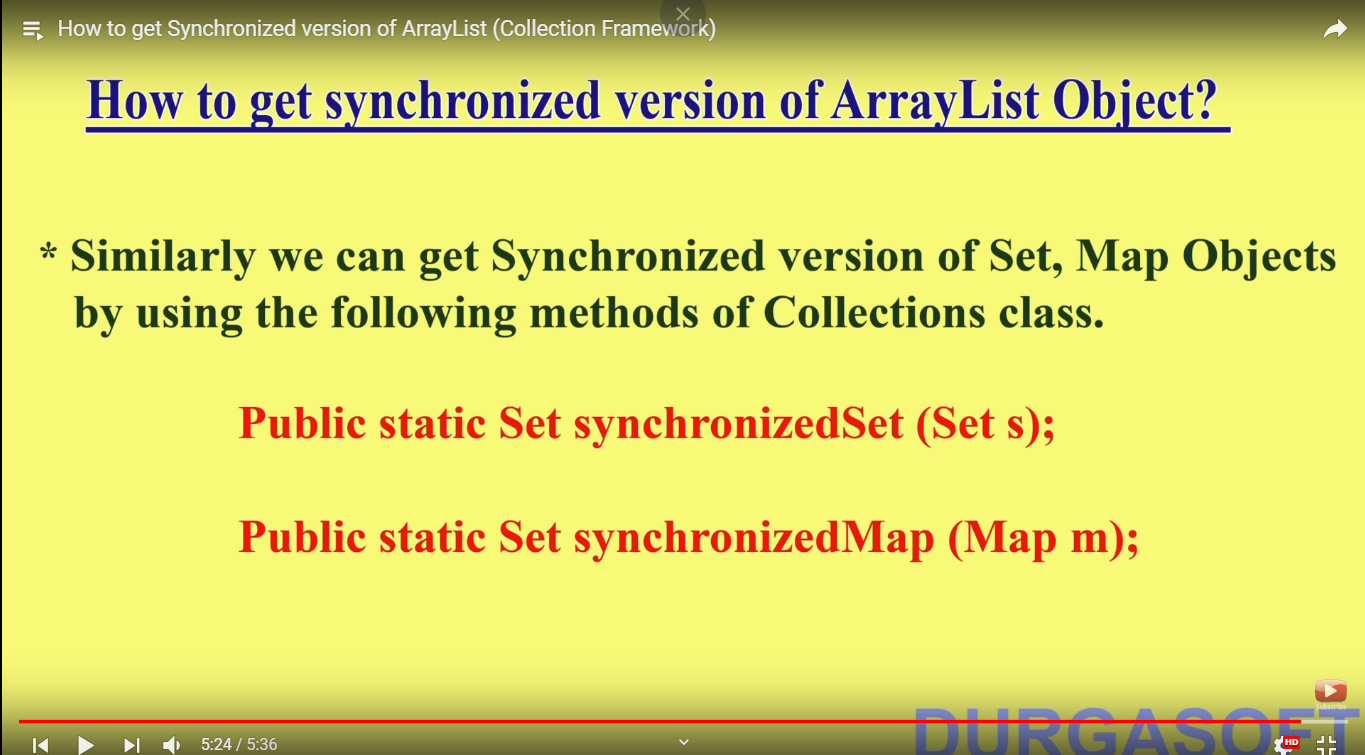 How to get Synchronized version of ArrayList (Collection Framework)
How to get synchronized version of ArrayList Object?
* Similarly we can get Synchronized version of Set, Map Objects
by using the following methods of Collections class.
Public static Set synchronizedSet (Set s);
Public static Set synchronizedMap (Map m);
Subscribe
DURGASOFT
5:24 / 5:36
HD